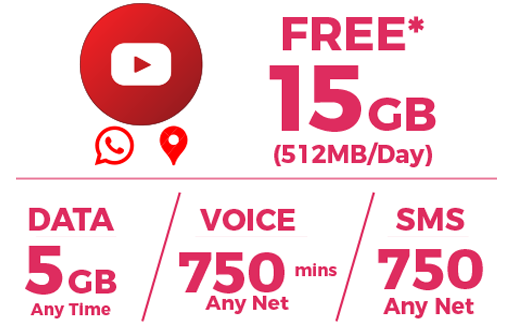 FREE*
15GB
(512MB/Day)
DATA
5GB
Any Time
VOICE
750 mins
Any Net
SMS
750
Any Net